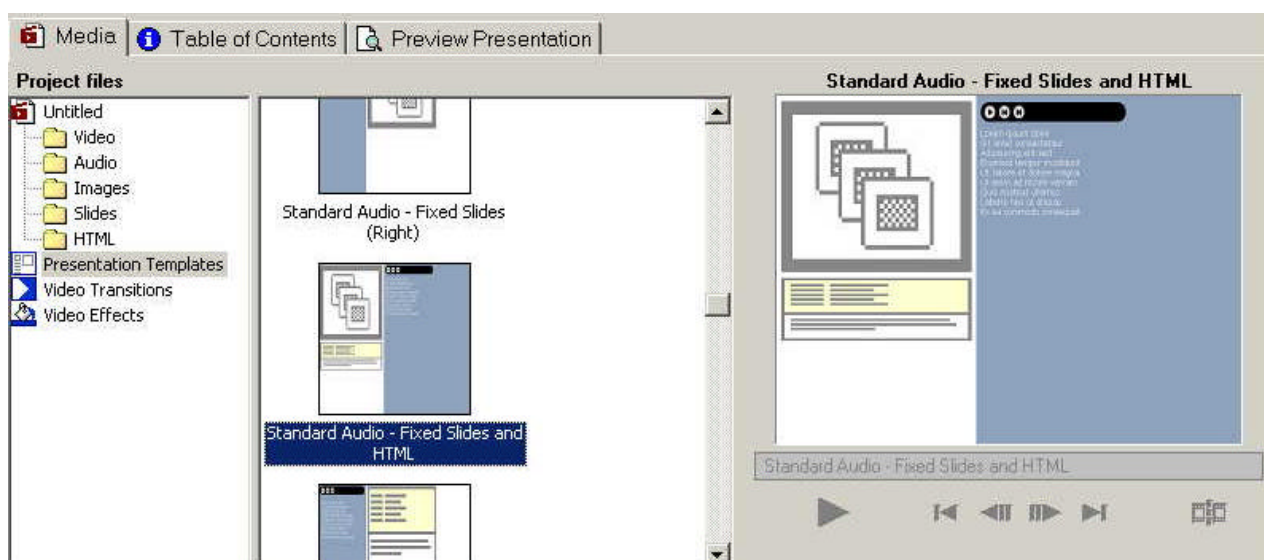 Media
Table of Contents
Preview Presentation
Project files
Untitled
Video
Audio
Images
Slides
HTML
Presentation Templates
Video Transitions
Video Effects
Standard Audio - Fixed Slides
(Right)
Standard Audio - Fixed Slides and
HTML
Standard Audio - Fixed Slides and HTML
Standard Audio - Fixed Slides and HTML